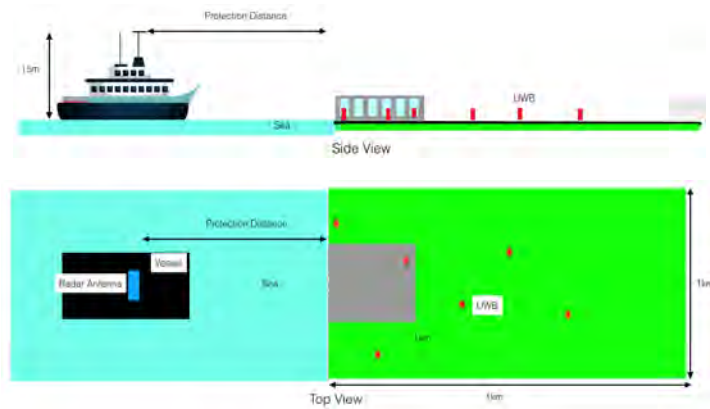 Protection Distance
15m
UWB
Sea
Side View
Protection Distance
Vessel
Radar Antenna
Sea
UWB
1km
1km
1km
Top View